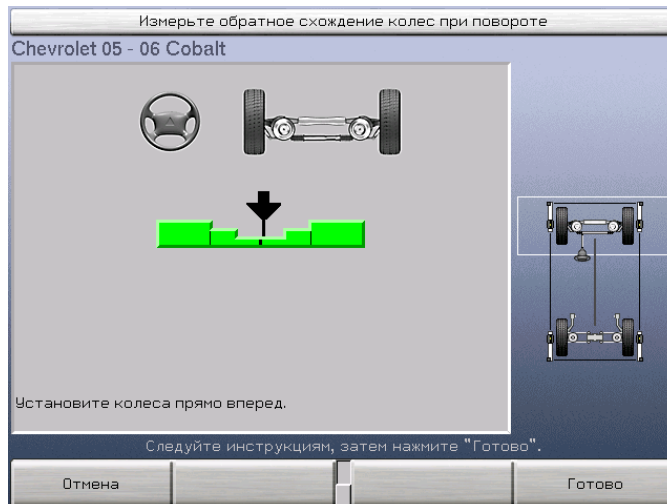 Измерьте обратное схождение колес при повороте
Chevrolet 05 - 06 Cobalt
Установите колеса прямо вперед.
Следуйте инструкциям, затем нажмите "Готово".
Отмена
Готово